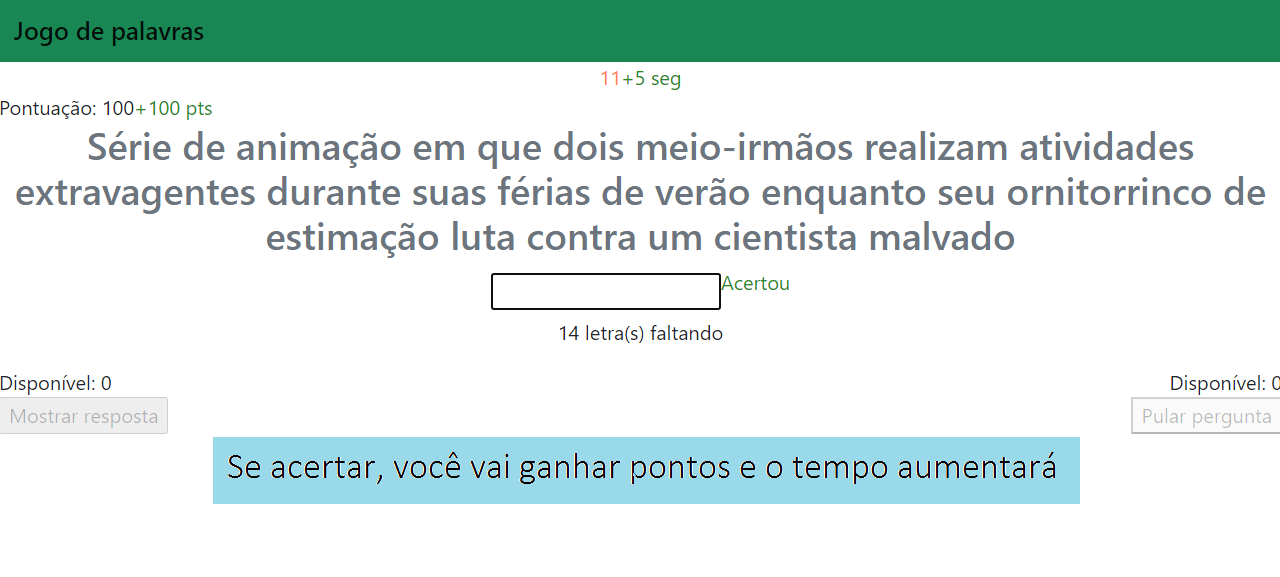 Jogo de palavras
11+5 seg
Pontuação: 100+100 pts
Série de animação em que dois meio-irmãos realizam atividades
extravagentes durante suas férias de verão enquanto seu ornitorrinco de
estimação luta contra um cientista malvado
Acertou
14 letra(s) faltando
Disponível: 0 Disponível: 0
Mostrar resposta Pular pergunta
Se acertar, você vai ganhar pontos e o tempo aumentará